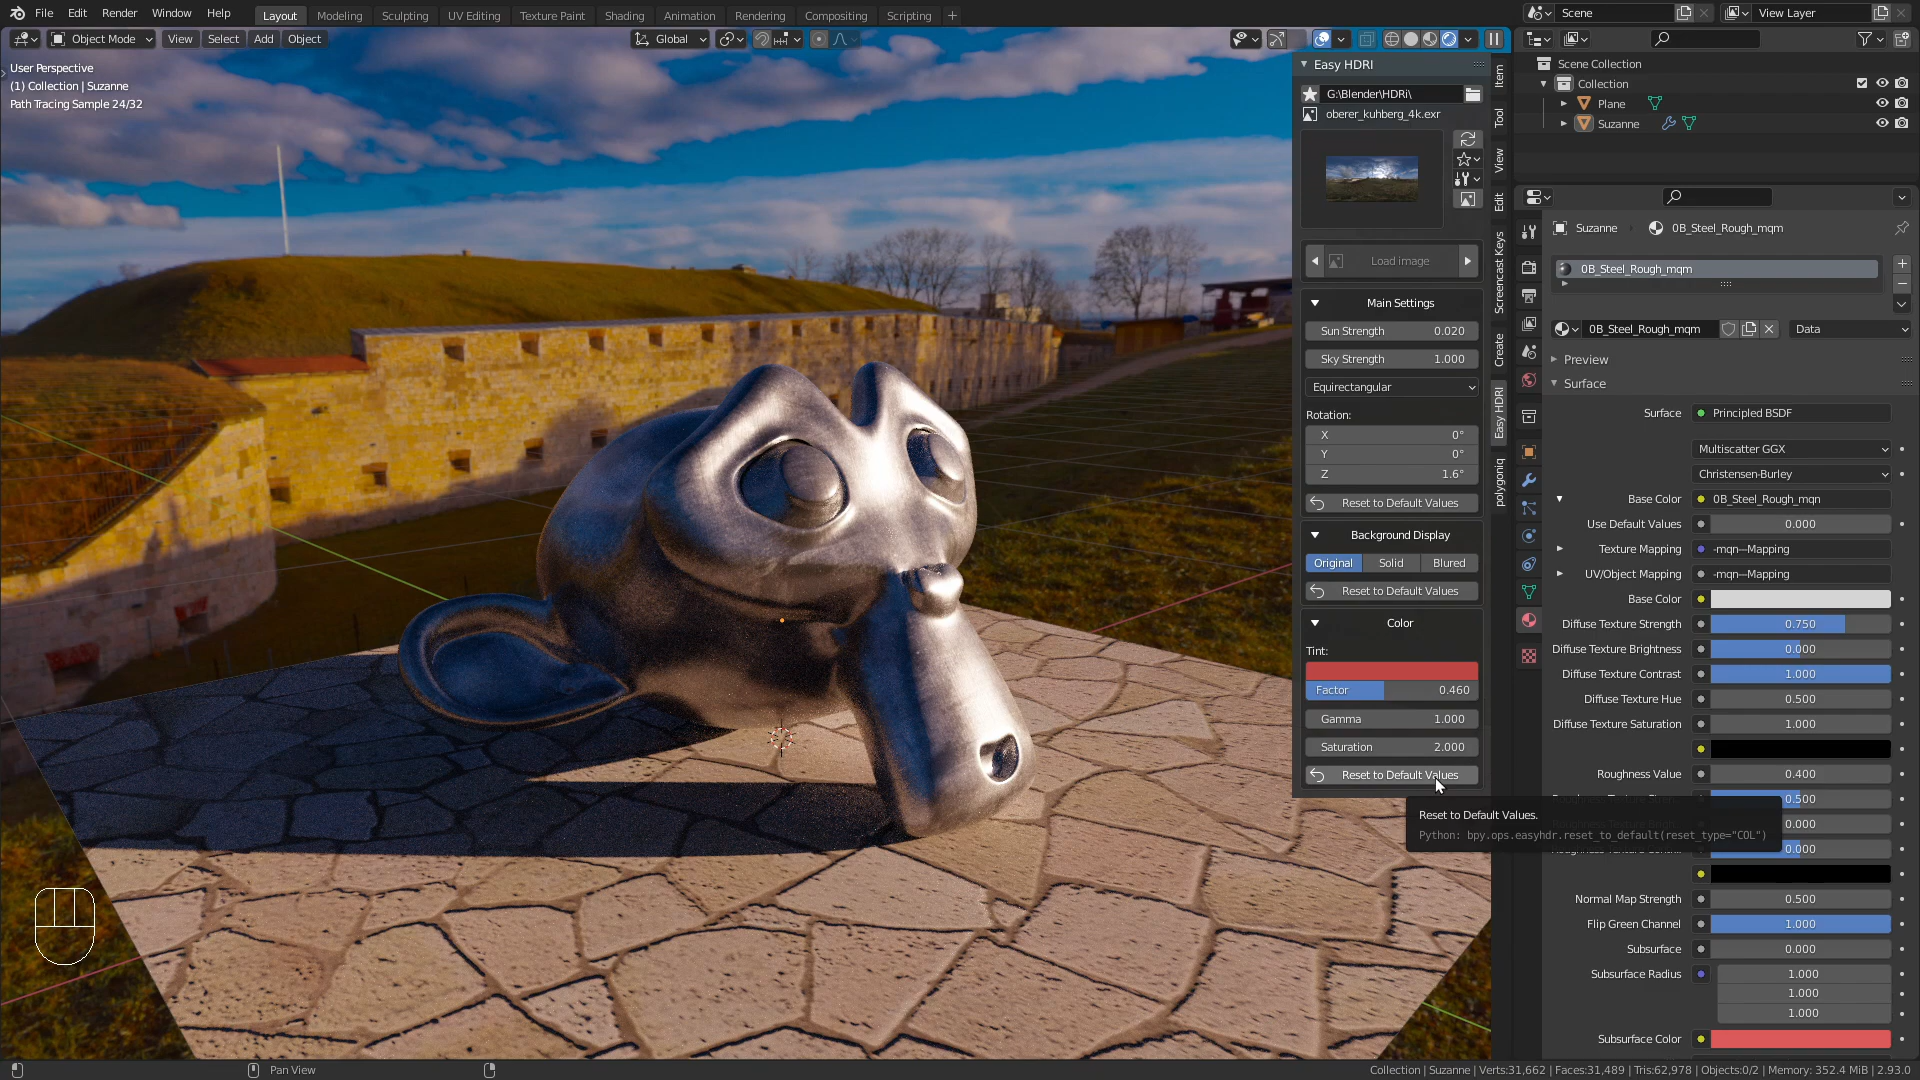 File Edit Render Window Help
Layout Modeling Sculpting UV Editing Texture Paint Shading Animation Rendering Compositing Scripting +
Scene
View Layer
Object Mode View Select Add Object
Global
User Perspective
(1) Collection | Suzanne
Path Tracing Sample 24/32
Easy HDRI
G:\Blender\HDRi\
oberer_kuhberg_4k.exr
Load image
Main Settings
Sun Strength 0.020
Sky Strength 1.000
Equirectangular
Rotation:
X 0°
Y 0°
Z 1.6°
Reset to Default Values
Background Display
Original Solid Blured
Reset to Default Values
Color
Tint:
Factor 0.460
Gamma 1.000
Saturation 2.000
Reset to Default Values
Reset to Default Values.
Python: bpy.ops.easyhdr.reset_to_default(reset_type="COL")
Item
Tool
View
Edit
Screencast Keys
Create
Easy HDRI
polygoniq
Scene Collection
Collection
Plane
Suzanne
Suzanne 0B_Steel_Rough_mqm
0B_Steel_Rough_mqm
0B_Steel_Rough_mqm Data
Preview
Surface
Surface Principled BSDF
Multiscatter GGX
Christensen-Burley
Base Color 0B_Steel_Rough_mqn
Use Default Values 0.000
Texture Mapping -mqn—Mapping
UV/Object Mapping -mqn—Mapping
Base Color
Diffuse Texture Strength 0.750
Diffuse Texture Brightness 0.000
Diffuse Texture Contrast 1.000
Diffuse Texture Hue 0.500
Diffuse Texture Saturation 1.000
Roughness Value 0.400
0.500
0.000
0.000
Normal Map Strength 0.500
Flip Green Channel 1.000
Subsurface 0.000
Subsurface Radius 1.000
1.000
1.000
Subsurface Color
Pan View
Collection | Suzanne | Verts:31,662 | Faces:31,489 | Tris:62,978 | Objects:0/2 | Memory: 352.4 MiB | 2.93.0